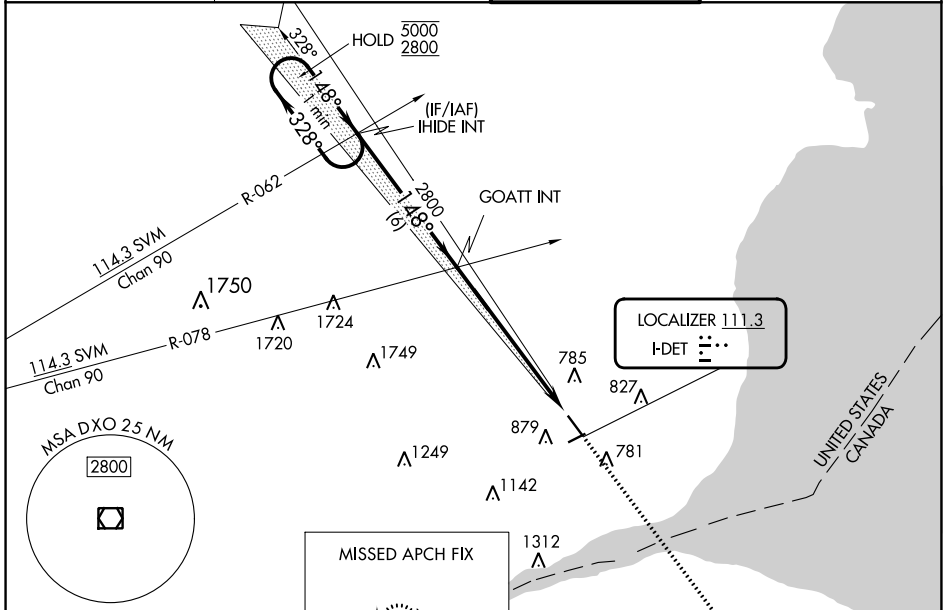 HOLD 5000
2800
328°
148°
1 min
328°
(IF/IAF)
IHIDE INT
R-062
2800
148°
(6)
GOATT INT
114.3 SVM
Chan 90
1750
1724
1720
R-078
114.3 SVM
Chan 90
1749
LOCALIZER 111.3
I-DET
785
827
879
781
1249
1142
1312
UNITED STATES
CANADA
MSA DXO 25 NM
2800
MISSED APCH FIX